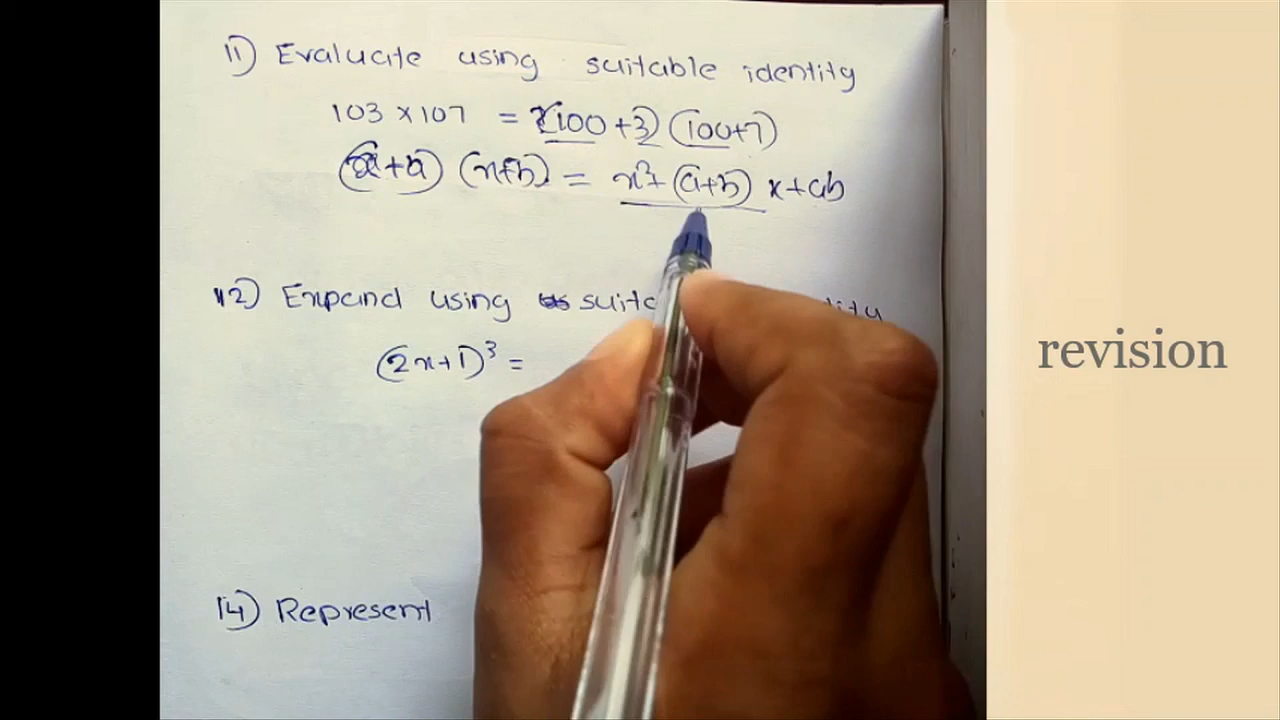 11) Evaluate using suitable identity
103 x 107 = (100 + 3) (100+7)
(x+a) (x+b) = x²+ (a+b) x+ab
12) Expand using
(2x+1)³ =
14) Represent
revision